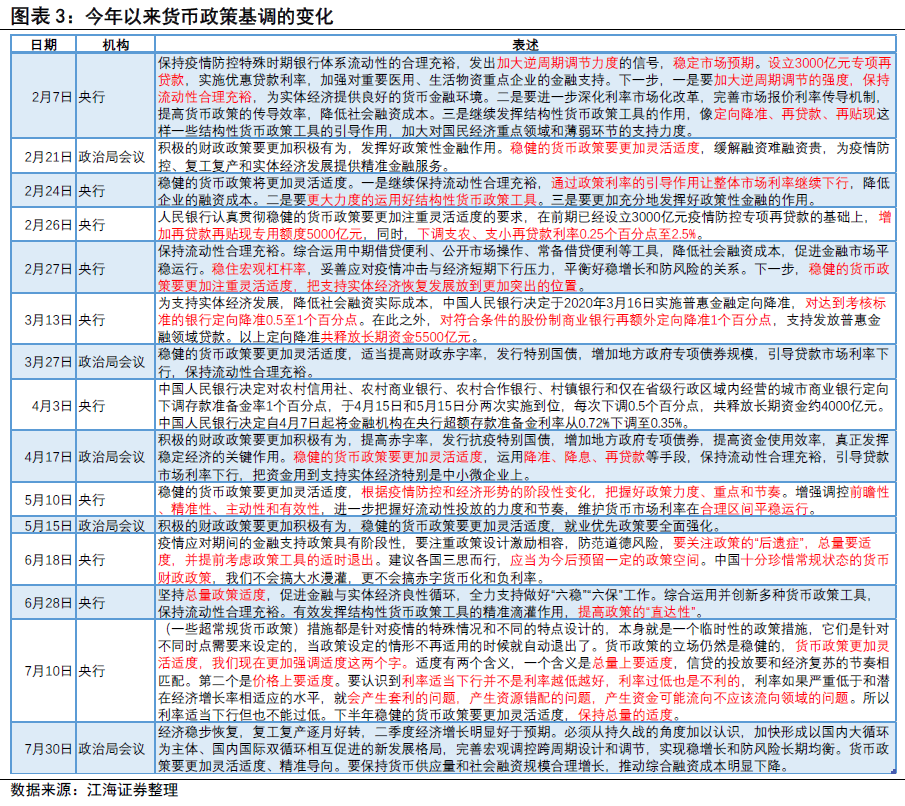 图表 3：今年以来货币政策基调的变化
日期 机构 表述
保持疫情防控特殊时期银行体系流动性的合理充裕，发出加大逆周期调节力度的信号，稳定市场预期。设立3000亿元专项再
贷款，实施优惠贷款利率，加强对重要医用、生活物资重点企业的金融支持。下一步，一是要加大逆周期调节的强度，保持
2月7日 央行 流动性合理充裕，为实体经济提供良好的货币金融环境。二是要进一步深化利率市场化改革，完善市场报价利率传导机制，
提高货币政策的传导效率，降低社会融资成本。三是继续发挥结构性货币政策工具的作用，像定向降准、再贷款、再贴现这
样一些结构性货币政策工具的引导作用，加大对国民经济重点领域和薄弱环节的支持力度。
2月21日 政治局会议 积极的财政政策要更加积极有为，发挥好政策性金融作用。稳健的货币政策要更加灵活适度，缓解融资难融资贵，为疫情防
控、复工复产和实体经济发展提供精准金融服务。
2月24日 央行 稳健的货币政策将更加灵活适度。一是继续保持流动性合理充裕，通过政策利率的引导作用让整体市场利率继续下行，降低
企业的融资成本。二是要更大力度的运用好结构性货币政策工具。三是要更加充分地发挥好政策性金融的作用。
2月26日 央行 人民银行认真贯彻稳健的货币政策要更加注重灵活适度的要求，在前期已经设立3000亿元疫情防控专项再贷款的基础上，增
加再贷款再贴现专用额度5000亿元，同时，下调支农、支小再贷款利率0.25个百分点至2.5%。
保持流动性合理充裕。综合运用中期借贷便利、公开市场操作、常备借贷便利等工具，降低社会融资成本，促进金融市场平
2月27日 央行 稳运行。稳住宏观杠杆率，妥善应对疫情冲击与经济短期下行压力，平衡好稳增长和防风险的关系。下一步，稳健的货币政
策要更加注重灵活适度，把支持实体经济恢复发展放到更加突出的位置。
为支持实体经济发展，降低社会融资实际成本，中国人民银行决定于2020年3月16日实施普惠金融定向降准，对达到考核标
3月13日 央行 准的银行定向降准0.5至1个百分点。在此之外，对符合条件的股份制商业银行再额外定向降准1个百分点，支持发放普惠金
融领域贷款。以上定向降准共释放长期资金5500亿元。
3月27日 政治局会议 稳健的货币政策要更加灵活适度，适当提高财政赤字率，发行特别国债，增加地方政府专项债券规模，引导贷款市场利率下
行，保持流动性合理充裕。
中国人民银行决定对农村信用社、农村商业银行、农村合作银行、村镇银行和仅在省级行政区域内经营的城市商业银行定向
4月3日 央行 下调存款准备金率1个百分点，于4月15日和5月15日分两次实施到位，每次下调0.5个百分点，共释放长期资金约4000亿元。
中国人民银行决定自4月7日起将金融机构在央行超额存款准备金利率从0.72%下调至0.35%。
积极的财政政策要更加积极有为，提高赤字率，发行抗疫特别国债，增加地方政府专项债券，提高资金使用效率，真正发挥
4月17日 政治局会议 稳定经济的关键作用。稳健的货币政策要更加灵活适度，运用降准、降息、再贷款等手段，保持流动性合理充裕，引导贷款
市场利率下行，把资金用到支持实体经济特别是中小微企业上。
5月10日 央行 稳健的货币政策要更加灵活适度，根据疫情防控和经济形势的阶段性变化，把握好政策力度、重点和节奏。增强调控前瞻性
、精准性、主动性和有效性，进一步把握好流动性投放的力度和节奏，维护货币市场利率在合理区间平稳运行。
5月15日 政治局会议 积极的财政政策要更加积极有为，稳健的货币政策要更加灵活适度，就业优先政策要全面强化。
疫情应对期间的金融支持政策具有阶段性，要注重政策设计激励相容，防范道德风险，要关注政策的“后遗症”，总量要适
6月18日 央行 度，并提前考虑政策工具的适时退出。建议各国三思而行，应当为今后预留一定的政策空间。中国十分珍惜常规状态的货币
财政政策，我们不会搞大水漫灌，更不会搞赤字货币化和负利率。
6月28日 央行 坚持总量政策适度，促进金融与实体经济良性循环，全力支持做好“六稳”“六保”工作。综合运用并创新多种货币政策工具，
保持流动性合理充裕。有效发挥结构性货币政策工具的精准滴灌作用，提高政策的“直达性”。
（一些超常规货币政策）措施都是针对疫情的特殊情况和不同的特点设计的，本身就是一个临时性的政策措施，它们是针对
不同时点需要来设定的，当政策设定的情形不再适用的时候就自动退出了。货币政策的立场仍然是稳健的，货币政策更加灵
活适度，我们现在更加强调适度这两个字。适度有两个含义，一个含义是总量上要适度，信贷的投放要和经济复苏的节奏相
7月10日 央行 匹配。第二个是价格上要适度。要认识到利率适当下行并不是利率越低越好，利率过低也是不利的，利率如果严重低于和潜
在经济增长率相适应的水平，就会产生套利的问题，产生资源错配的问题，产生资金可能流向不应该流向领域的问题。所以
利率适当下行但也不能过低。下半年稳健的货币政策要更加灵活适度，保持总量的适度。
经济稳步恢复，复工复产逐月好转，二季度经济增长明显好于预期。必须从持久战的角度加以认识，加快形成以国内大循环
7月30日 政治局会议 为主体、国内国际双循环相互促进的新发展格局，完善宏观调控跨周期设计和调节，实现稳增长和防风险长期均衡。货币政
策要更加灵活适度、精准导向。要保持货币供应量和社会融资规模合理增长，推动综合融资成本明显下降。
数据来源：江海证券整理